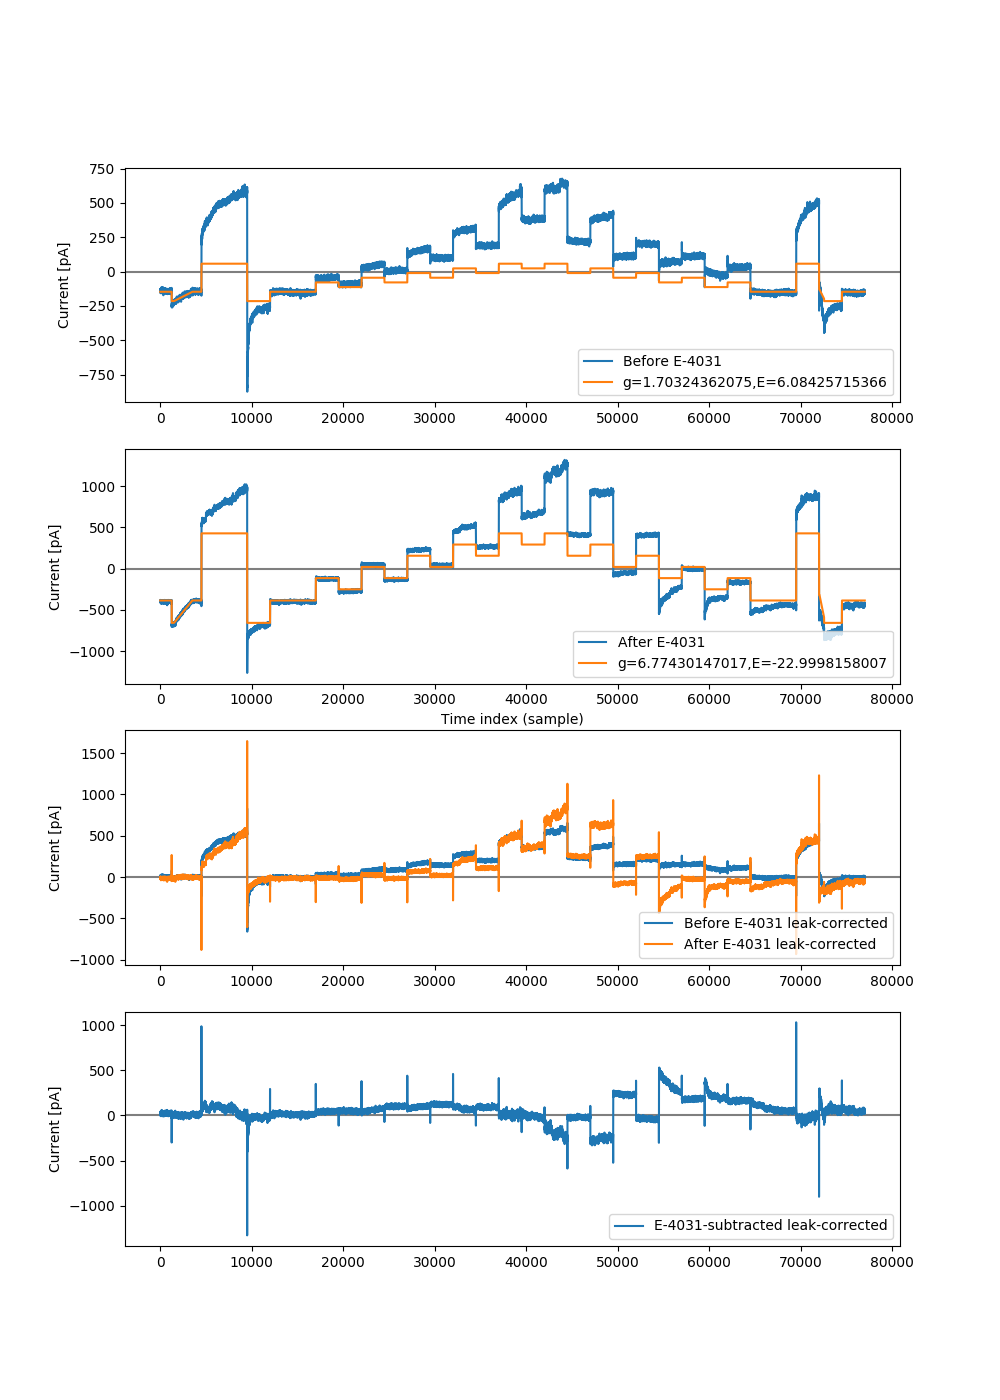 750
500
250
0
−250
−500
−750
Current [pA]
Before E-4031
g=1.70324362075,E=6.08425715366
0 10000 20000 30000 40000 50000 60000 70000 80000
1000
500
0
−500
−1000
Current [pA]
After E-4031
g=6.77430147017,E=-22.9998158007
0 10000 20000 30000 40000 50000 60000 70000 80000
Time index (sample)
1500
1000
500
0
−500
−1000
Current [pA]
Before E-4031 leak-corrected
After E-4031 leak-corrected
0 10000 20000 30000 40000 50000 60000 70000 80000
1000
500
0
−500
−1000
Current [pA]
E-4031-subtracted leak-corrected
0 10000 20000 30000 40000 50000 60000 70000 80000